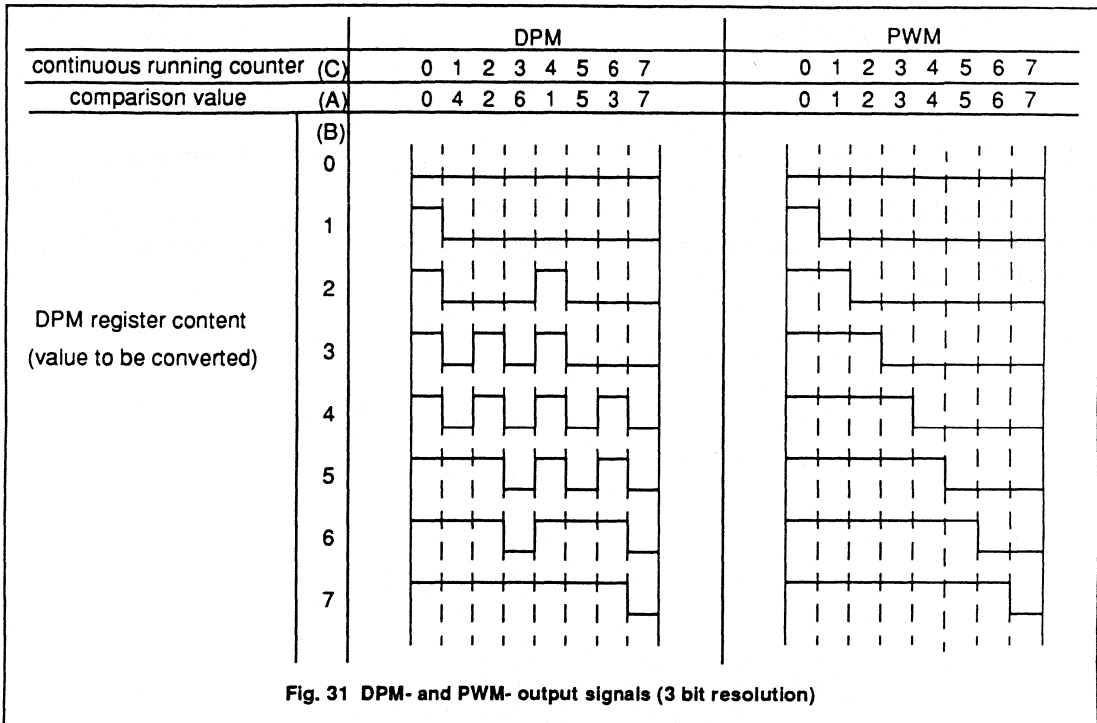 DPM PWM
continuous running counter (C) 0 1 2 3 4 5 6 7 0 1 2 3 4 5 6 7
comparison value (A) 0 4 2 6 1 5 3 7 0 1 2 3 4 5 6 7
(B)
0
1
2
DPM register content
3
(value to be converted)
4
5
6
7
Fig. 31 DPM- and PWM- output signals (3 bit resolution)